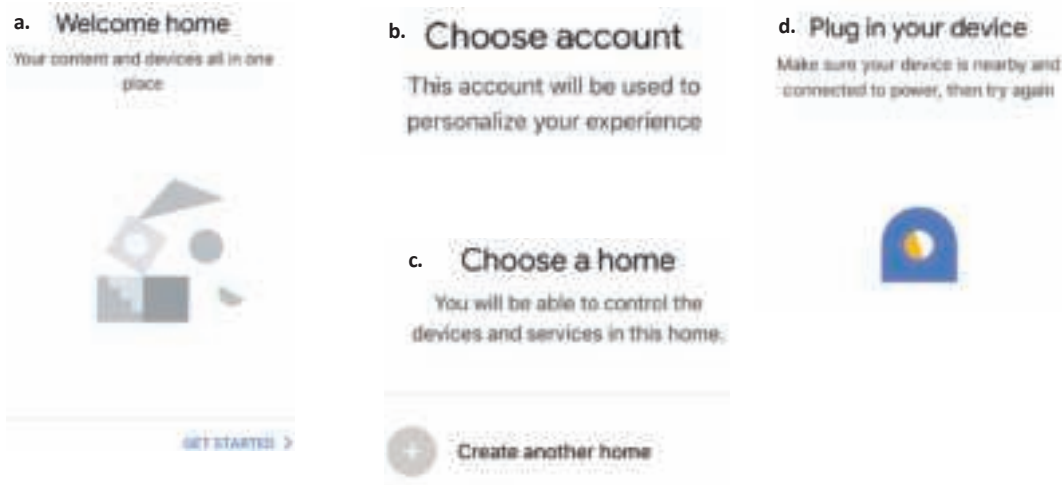 a. Welcome home
Your content and devices all in one
place
GET STARTED >
b. Choose account
This account will be used to
personalize your experience
c. Choose a home
You will be able to control the
devices and services in this home.
Create another home
d. Plug in your device
Make sure your device is nearby and
connected to power, then try again